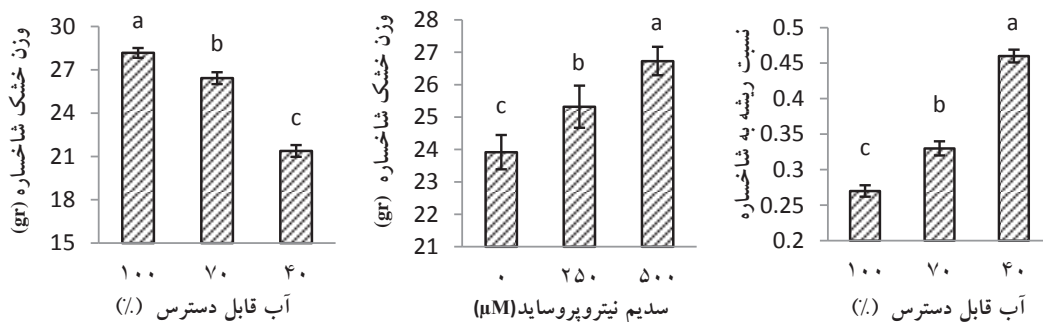 وزن خشک شاخساره (gr)
30
27
24
21
18
15
a
b
c
۱۰۰
۷۰
۴۰
آب قابل دسترس (٪)
وزن خشک شاخساره (gr)
28
27
26
25
24
23
22
21
c
b
a
۰
۲۵۰
۵۰۰
سدیم نیتروپروساید(µM)
نسبت ریشه به شاخساره
0.5
0.45
0.4
0.35
0.3
0.25
0.2
c
b
a
۱۰۰
۷۰
۴۰
آب قابل دسترس (٪)